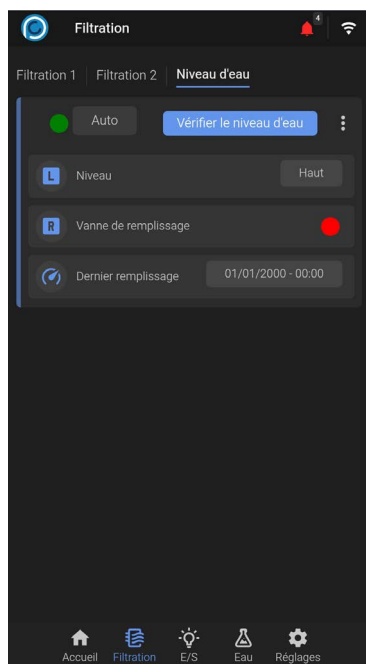 Filtration
4
Filtration 1 Filtration 2 Niveau d'eau
Auto Vérifier le niveau d'eau
L Niveau Haut
R Vanne de remplissage
Dernier remplissage 01/01/2000 - 00:00
Accueil Filtration E/S Eau Réglages